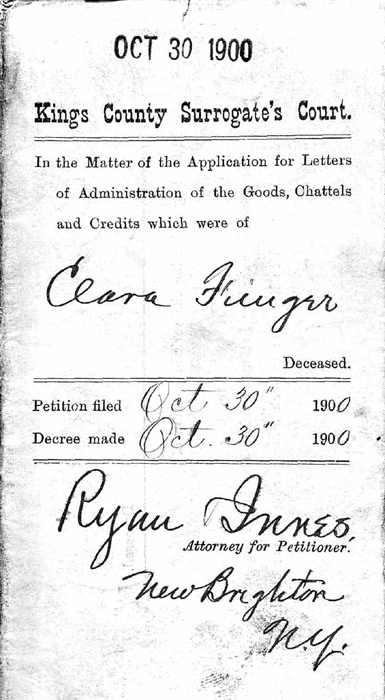 OCT 30 1900
Kings County Surrogate's Court.
In the Matter of the Application for Letters
of Administration of the Goods, Chattels
and Credits which were of
Clara Finger
Deceased.
Petition filed Oct 30" 1900
Decree made Oct. 30" 1900
Ryan Innes.
Attorney for Petitioner.
New Brighton
N.Y.